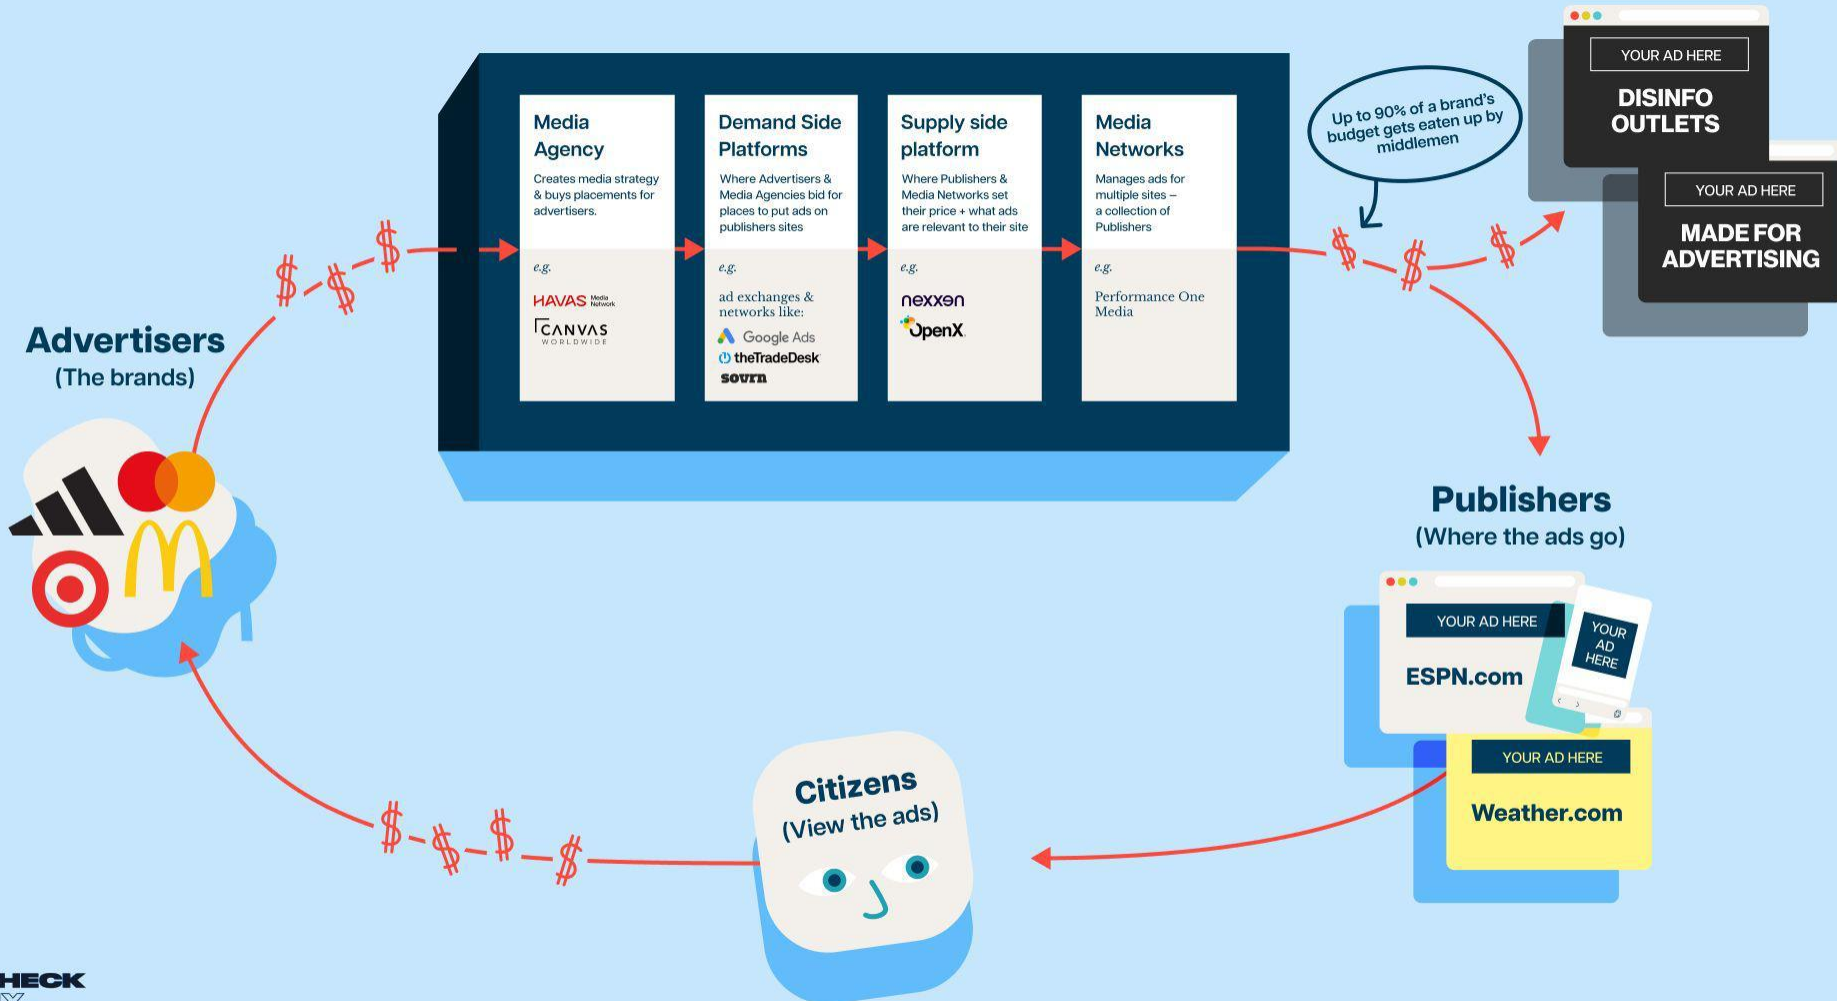 Advertisers
(The brands)
Media
Agency
Creates media strategy
& buys placements for
advertisers.
e.g.
HAVAS Media
Network
CANVAS
WORLDWIDE
Demand Side
Platforms
Where Advertisers &
Media Agencies bid for
places to put ads on
publishers sites
e.g.
ad exchanges &
networks like:
Google Ads
theTradeDesk
sovrn
Supply side
platform
Where Publishers &
Media Networks set
their price + what ads
are relevant to their site
e.g.
nexxen
OpenX
Media
Networks
Manages ads for
multiple sites –
a collection of
Publishers
e.g.
Performance One
Media
Up to 90% of a brand's
budget gets eaten up by
middlemen
YOUR AD HERE
DISINFO
OUTLETS
YOUR AD HERE
MADE FOR
ADVERTISING
Publishers
(Where the ads go)
YOUR AD HERE
ESPN.com
YOUR
AD
HERE
YOUR AD HERE
Weather.com
Citizens
(View the ads)
HECK